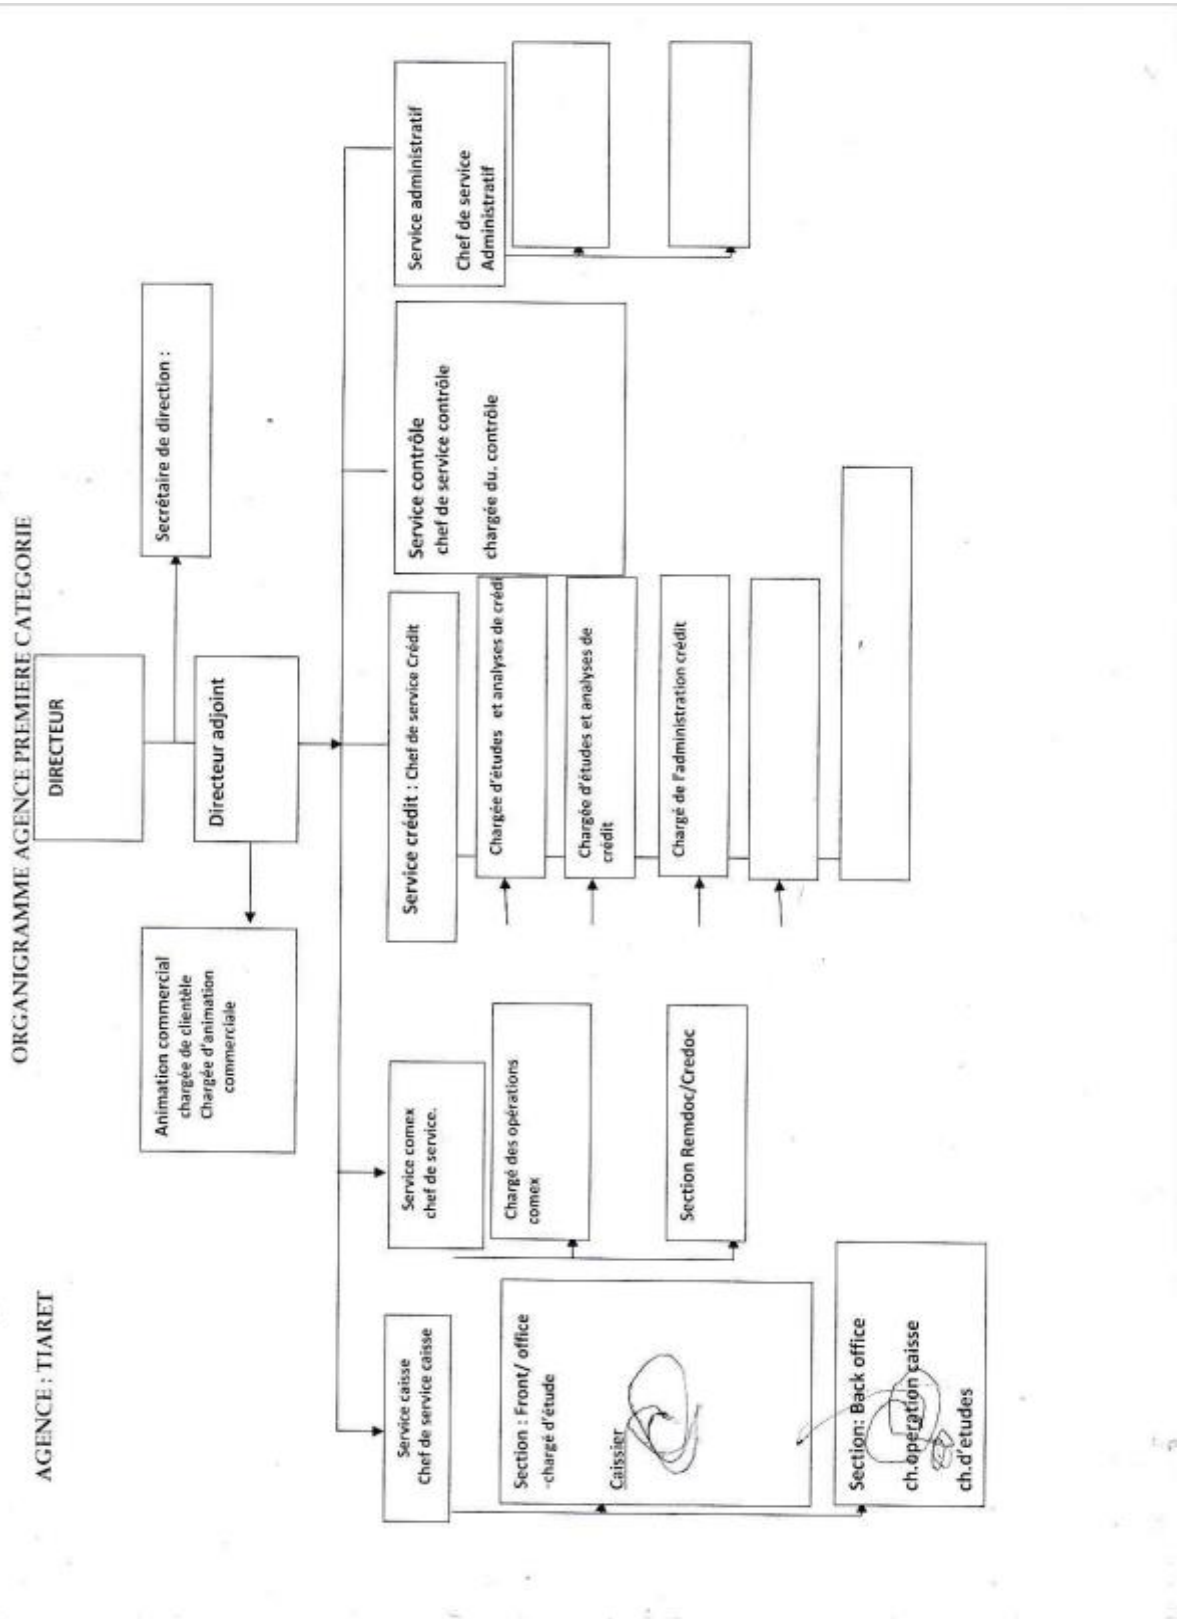 ORGANIGRAMME AGENCE PREMIERE CATEGORIE
AGENCE : TIARET
DIRECTEUR
Secrétaire de direction :
Directeur adjoint
Animation commercial
chargée de clientèle
Chargée d'animation
commerciale
Service caisse
Chef de service caisse
Section : Front/ office
-chargé d'étude
Caissier
Section: Back office
ch.operation caisse
ch.d'etudes
Service comex
chef de service.
Chargé des opérations
comex
Section Remdoc/Credoc
Service crédit : Chef de service Crédit
Chargée d'études et analyses de crédi
Chargée d'études et analyses de
crédit
Chargé de l'administration crédit
Service contrôle
chef de service contrôle
chargée du. contrôle
Service administratif
Chef de service
Administratif